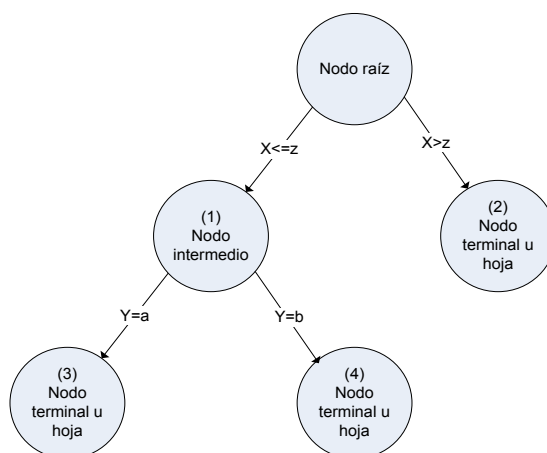 Nodo raíz
X<=z
X>z
(1)
Nodo
intermedio
(2)
Nodo
terminal u
hoja
Y=a
Y=b
(3)
Nodo
terminal u
hoja
(4)
Nodo
terminal u
hoja